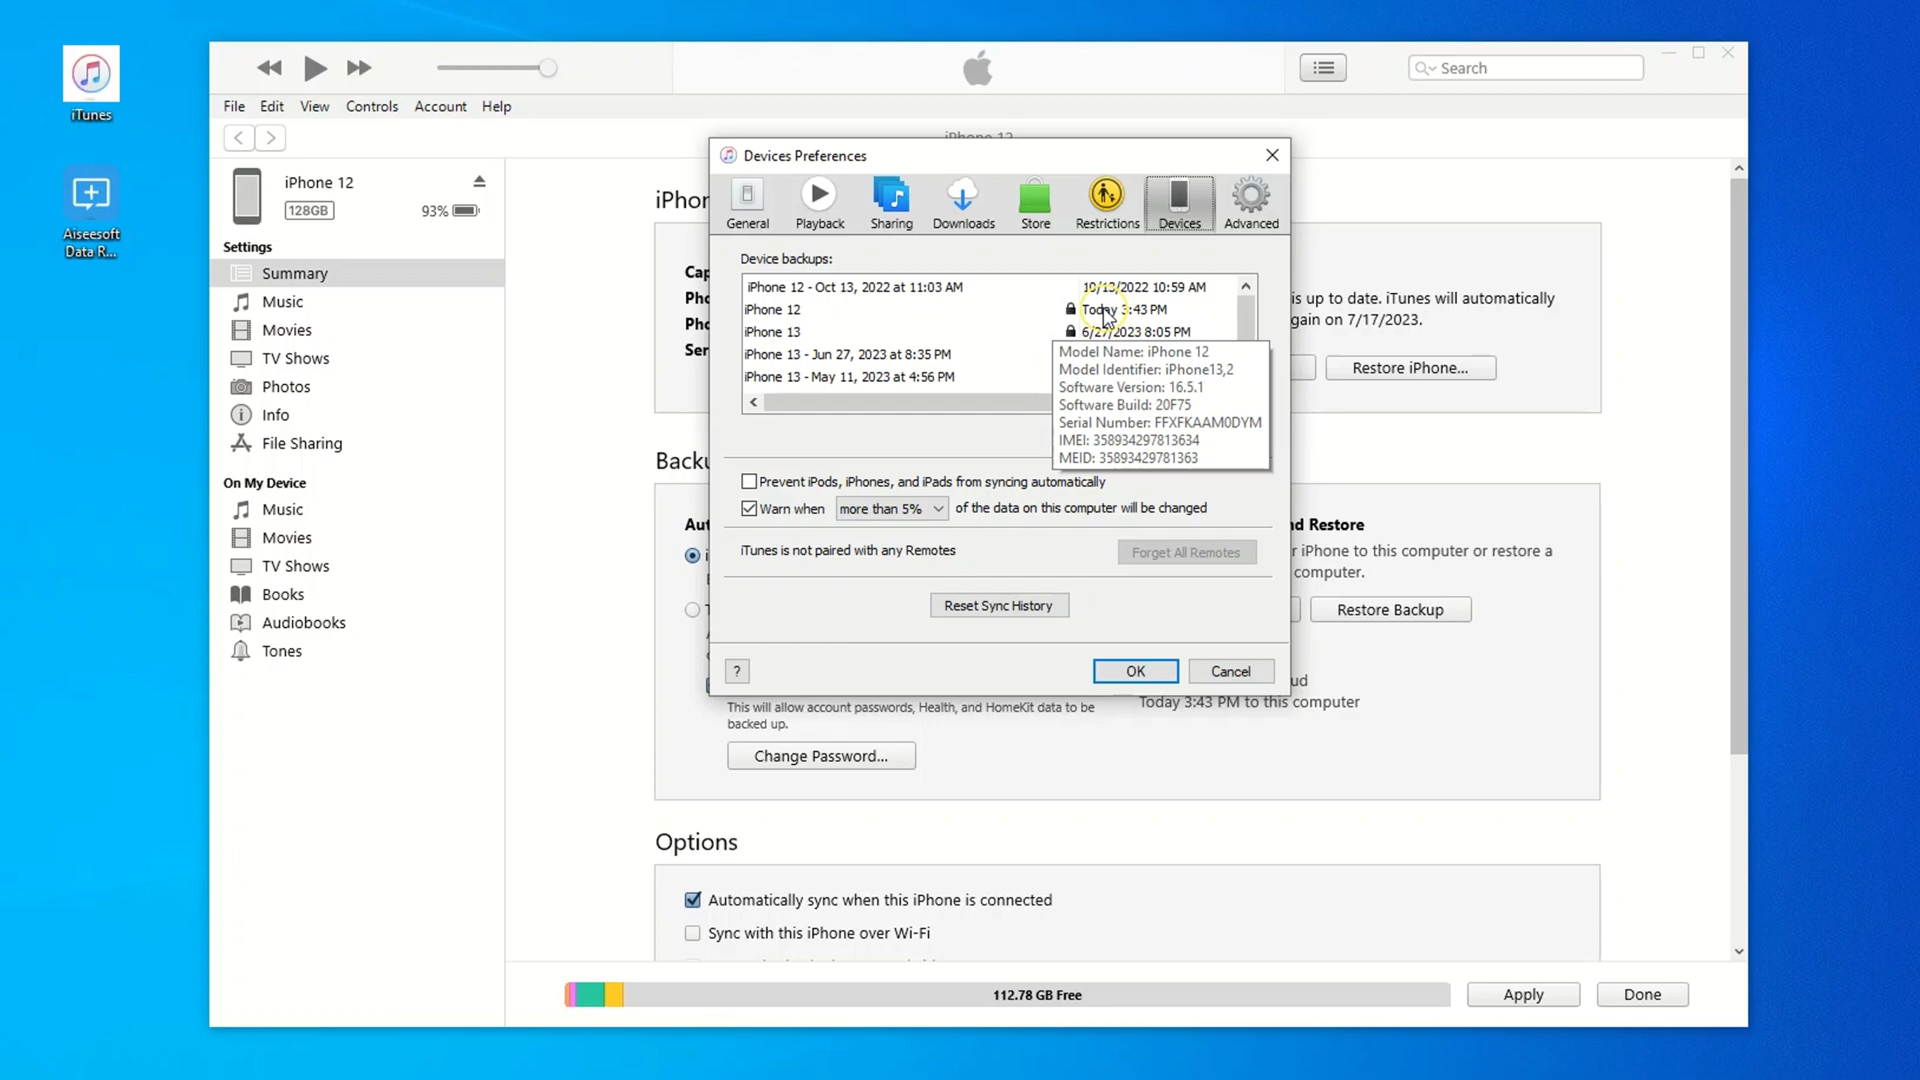 iTunes
Aiseesoft
Data R...
Search
File Edit View Controls Account Help
iPhone 12
iPhone 12
128GB
93%
Settings
Summary
Music
Movies
TV Shows
Photos
Info
File Sharing
On My Device
Music
Movies
TV Shows
Books
Audiobooks
Tones
Devices Preferences
General Playback Sharing Downloads Store Restrictions Devices Advanced
Device backups:
iPhone 12 - Oct 13, 2022 at 11:03 AM 10/13/2022 10:59 AM
iPhone 12 Today 3:43 PM
iPhone 13 6/27/2023 8:05 PM
iPhone 13 - Jun 27, 2023 at 8:35 PM
iPhone 13 - May 11, 2023 at 4:56 PM
Model Name: iPhone 12
Model Identifier: iPhone13,2
Software Version: 16.5.1
Software Build: 20F75
Serial Number: FFXFKAAM0DYM
IMEI: 358934297813634
MEID: 35893429781363
Prevent iPods, iPhones, and iPads from syncing automatically
Warn when more than 5% of the data on this computer will be changed
iTunes is not paired with any Remotes
Forget All Remotes
Reset Sync History
?
OK
Cancel
is up to date. iTunes will automatically
gain on 7/17/2023.
Restore iPhone...
Restore
iPhone to this computer or restore a
computer.
Restore Backup
Today 3:43 PM to this computer
This will allow account passwords, Health, and HomeKit data to be
backed up.
Change Password...
Options
Automatically sync when this iPhone is connected
Sync with this iPhone over Wi-Fi
112.78 GB Free
Apply
Done